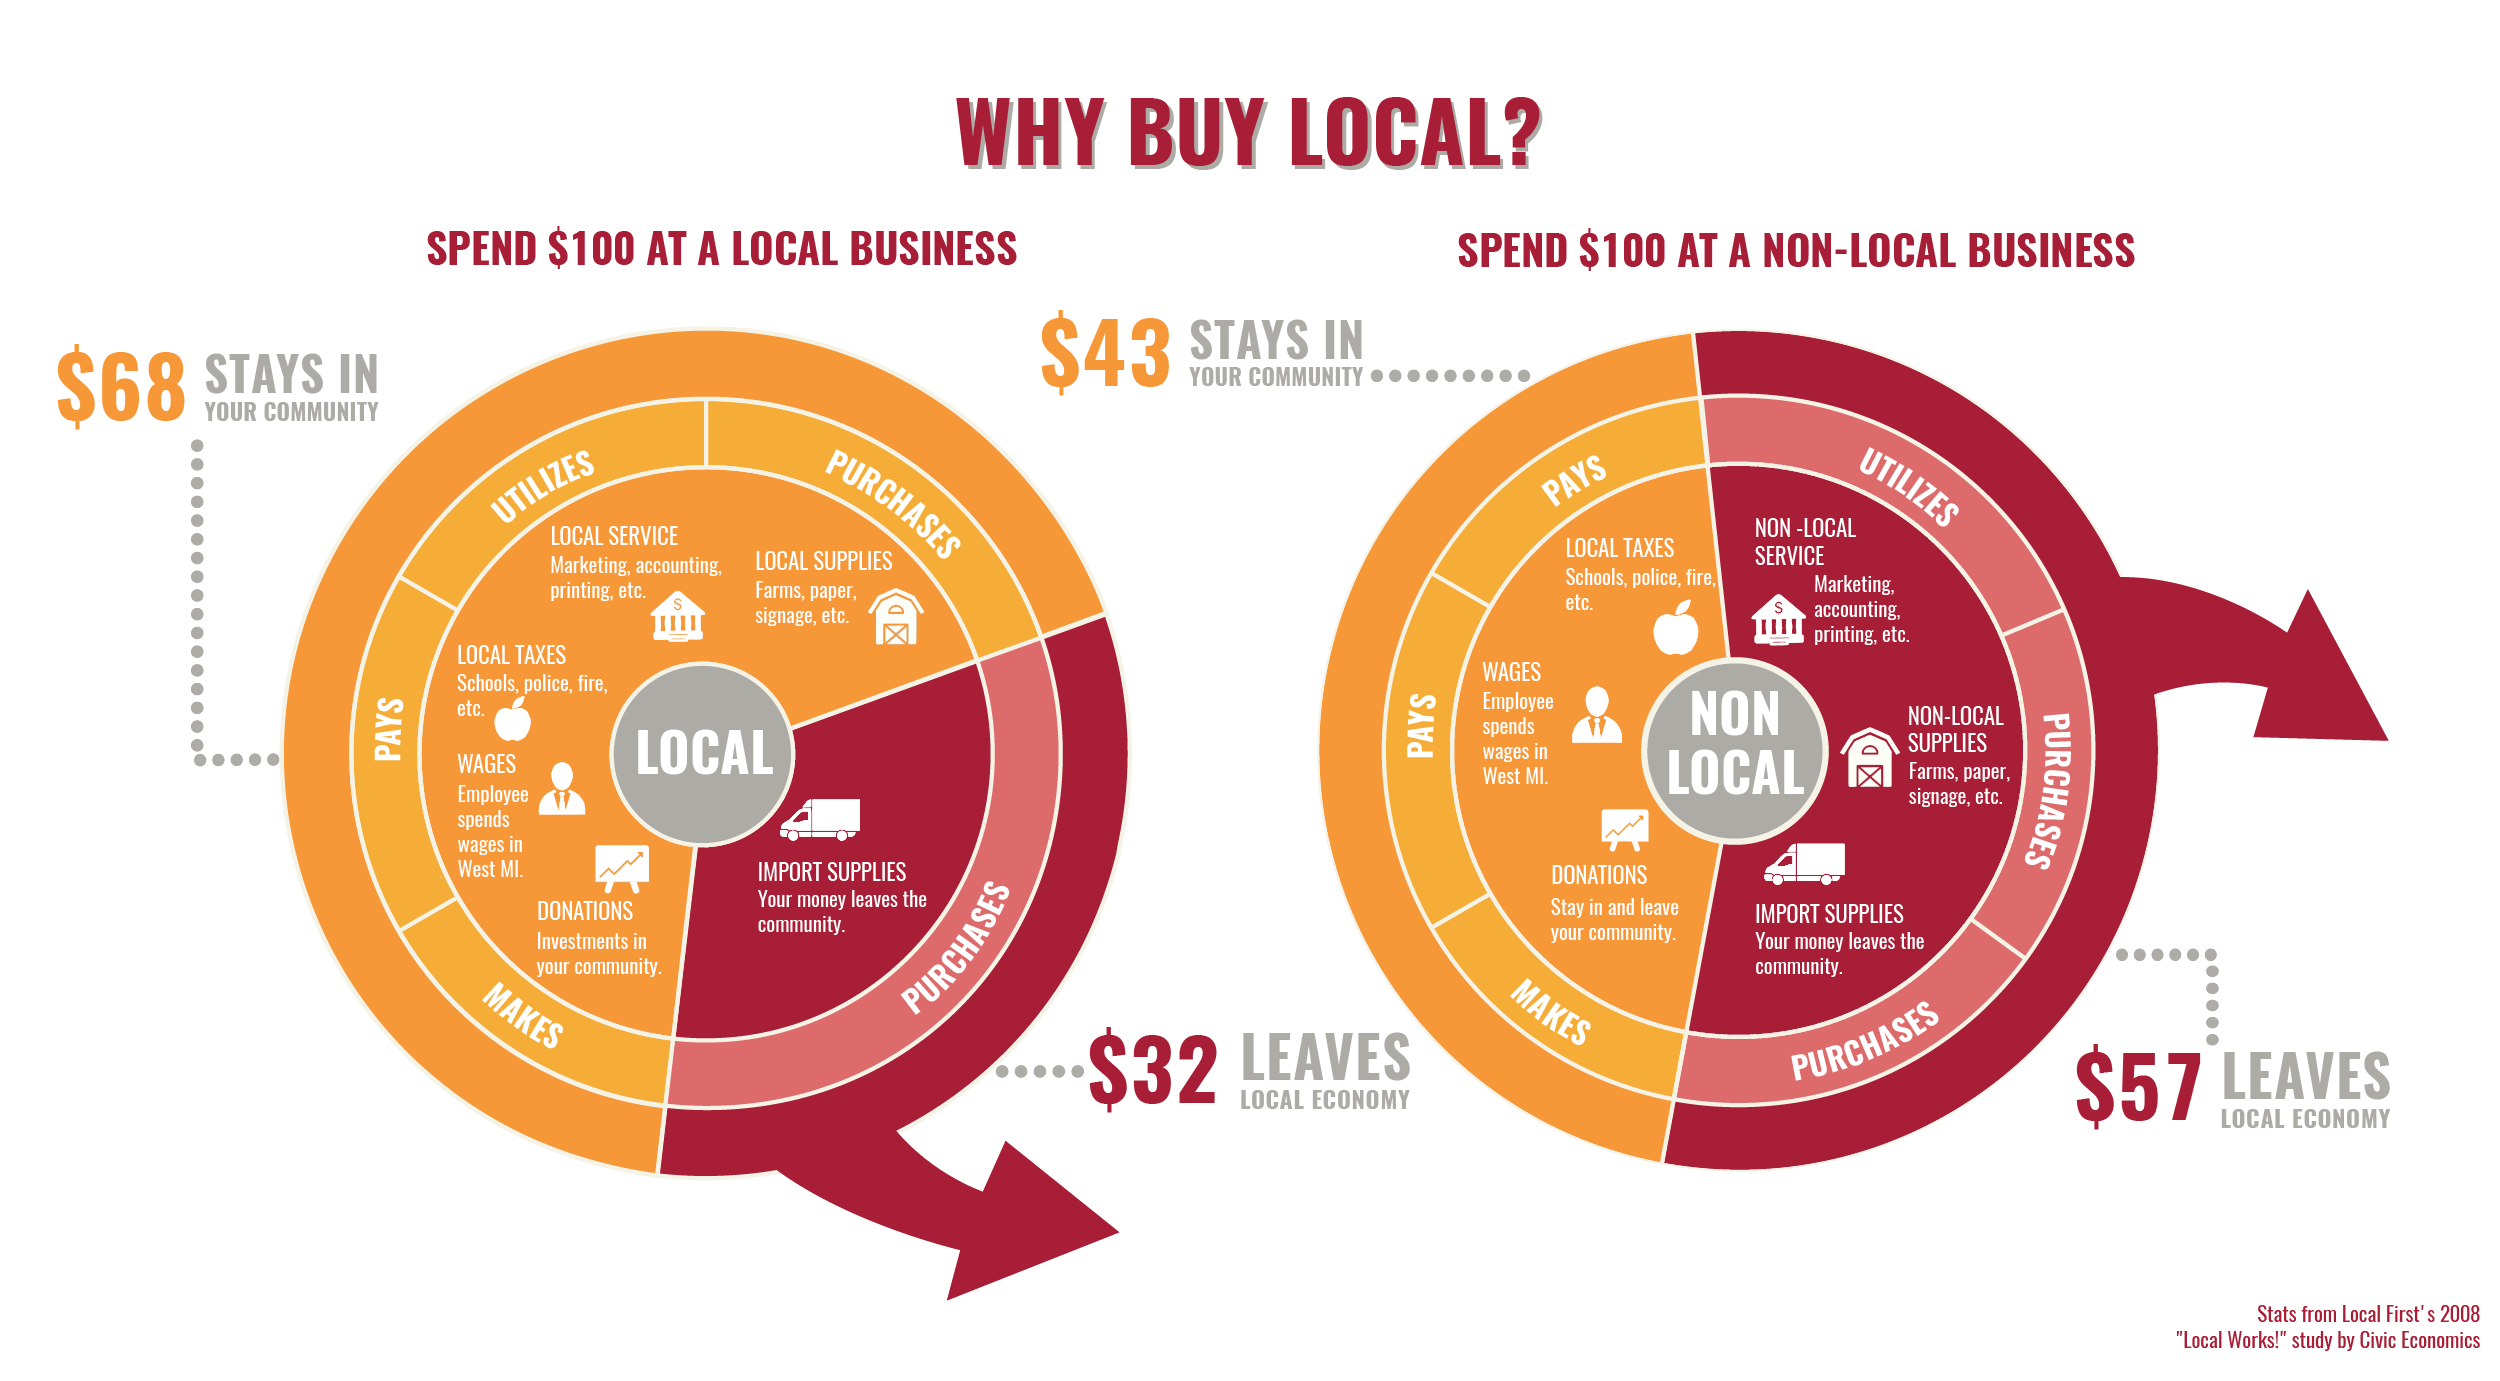 WHY BUY LOCAL?
SPEND $100 AT A LOCAL BUSINESS
$68 STAYS IN
YOUR COMMUNITY
UTILIZES
PURCHASES
LOCAL SERVICE
Marketing, accounting,
printing, etc.
$
LOCAL SUPPLIES
Farms, paper,
signage, etc.
PAYS
LOCAL TAXES
Schools, police, fire,
etc.
WAGES
Employee
spends
wages in
West MI.
LOCAL
MAKES
DONATIONS
Investments in
your community.
IMPORT SUPPLIES
Your money leaves the
community.
PURCHASES
$32 LEAVES
LOCAL ECONOMY
SPEND $100 AT A NON-LOCAL BUSINESS
$43 STAYS IN
YOUR COMMUNITY
PAYS
UTILIZES
LOCAL TAXES
Schools, police, fire,
etc.
NON -LOCAL
SERVICE
Marketing,
accounting,
printing, etc.
$
PAYS
WAGES
Employee
spends
wages in
West MI.
NON
LOCAL
NON-LOCAL
SUPPLIES
Farms, paper,
signage, etc.
PURCHASES
MAKES
DONATIONS
Stay in and leave
your community.
IMPORT SUPPLIES
Your money leaves the
community.
PURCHASES
$57 LEAVES
LOCAL ECONOMY
Stats from Local First's 2008
"Local Works!" study by Civic Economics